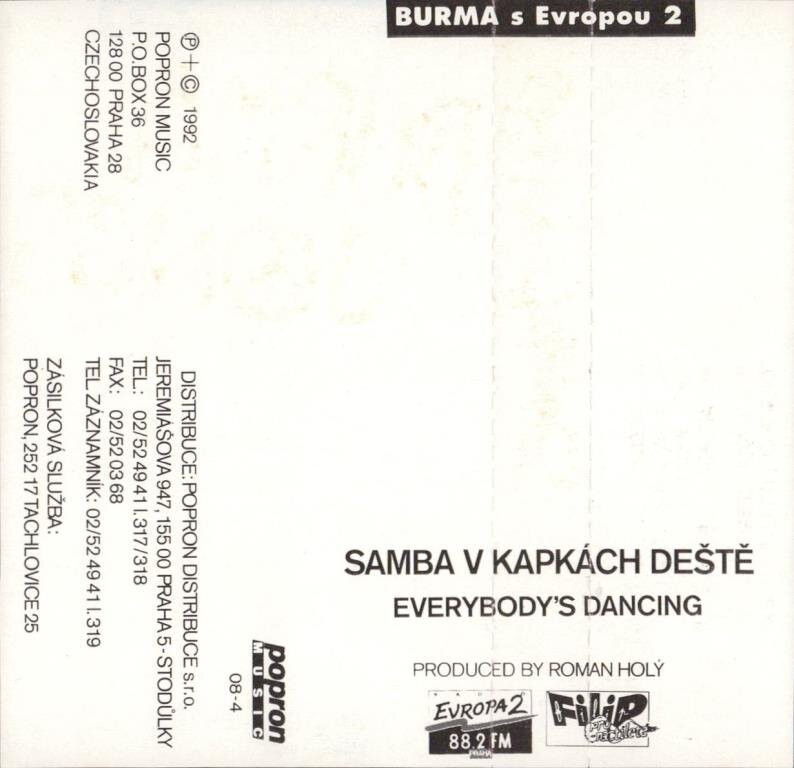 BURMA s Evropou 2
℗ + © 1992
POPRON MUSIC
P.O.BOX 36
128 00 PRAHA 28
CZECHOSLOVAKIA
DISTRIBUCE: POPRON DISTRIBUCE s.r.o.
JEREMIÁŠOVA 947, 155 00 PRAHA 5 - STODŮLKY
TEL.: 02/52 49 41 l. 317/318
FAX: 02/52 03 68
TEL. ZÁZNAMNÍK: 02/52 49 41 l. 319
ZÁSILKOVÁ SLUŽBA:
POPRON, 252 17 TACHLOVICE 25
popron
MUSIC
08-4
SAMBA V KAPKÁCH DEŠTĚ
EVERYBODY'S DANCING
PRODUCED BY ROMAN HOLÝ
RADIO
EVROPA 2
88.2 FM
PRAHA
Filip
pro